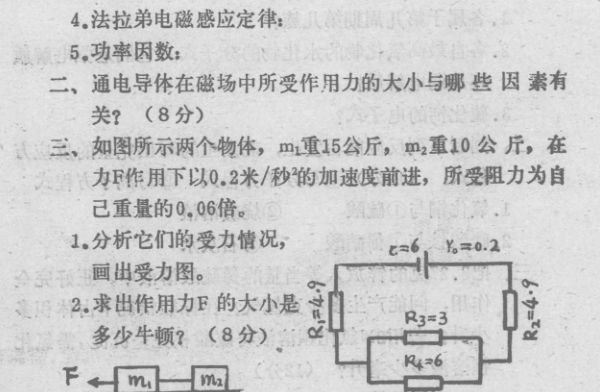 4.法拉弟电磁感应定律;
5.功率因数:
二、通电导体在磁场中所受作用力的大小与哪些因素有
关?(8分)
三、如图所示两个物体，m₁重15公斤，m₂重10公斤，在
力F作用下以0.2米/秒²的加速度前进，所受阻力为自
己重量的0.06倍。
1.分析它们的受力情况，
画出受力图。
2.求出作用力F的大小是
多少牛顿?(8分)
F m₁ m₂
ε=6 r₀=0.2
R₁=4.9
R₃=3
R₄=6
R₂=4.9